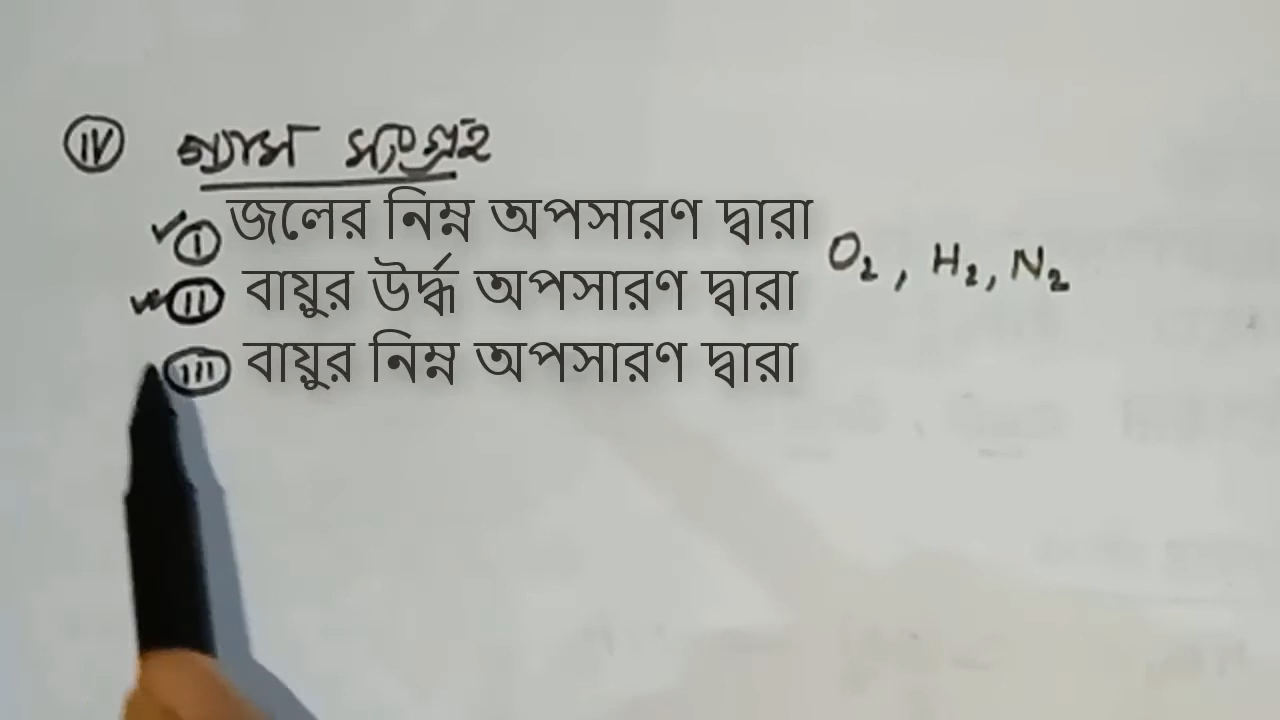 IV গ্যাস সংগ্রহ
i জলের নিম্ন অপসারণ দ্বারা O2, H2, N2
ii বায়ুর উর্দ্ধ অপসারণ দ্বারা
iii বায়ুর নিম্ন অপসারণ দ্বারা